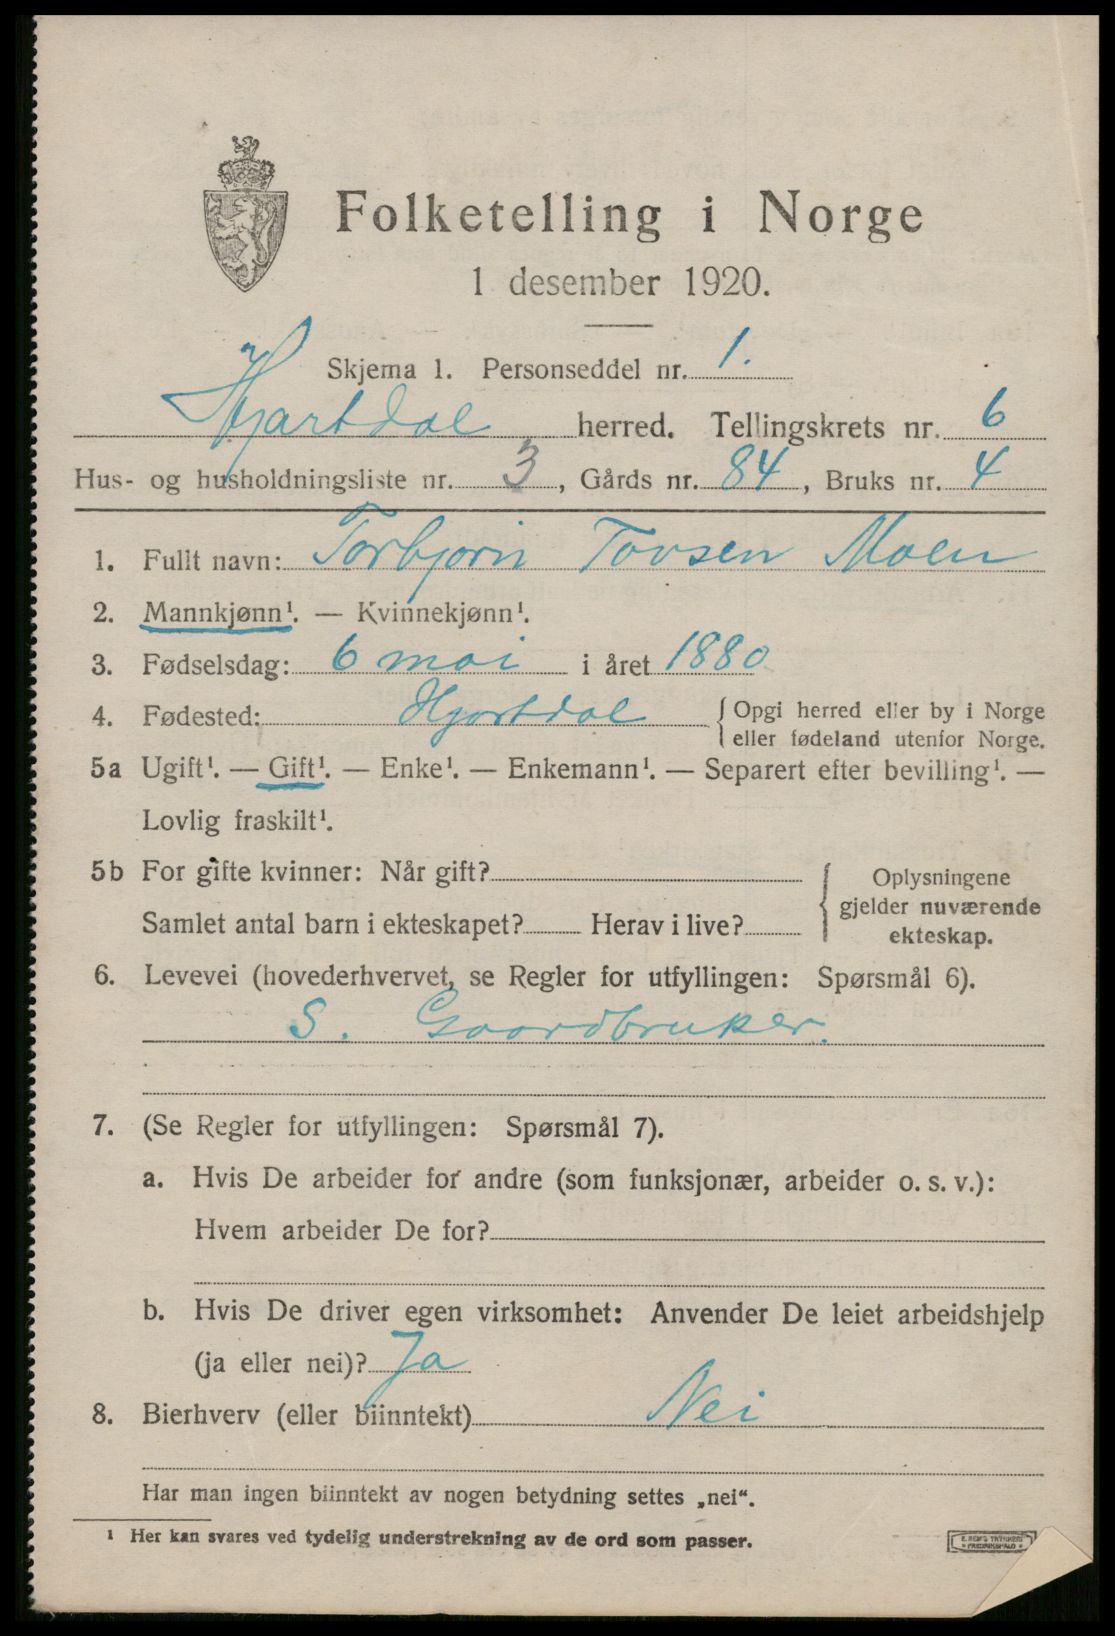 Folketelling i Norge
1 desember 1920.
Skjema 1. Personseddel nr. 1.
Hjartdal herred. Tellingskrets nr. 6
Hus- og husholdningsliste nr. 3, Gårds nr. 84, Bruks nr. 4
1. Fullt navn: Torbjørn Tovsen Moen
2. Mannkjønn¹. — Kvinnekjønn¹.
3. Fødselsdag: 6 mai i året 1880
4. Fødested: Hjartdal { Opgi herred eller by i Norge
eller fødeland utenfor Norge.
5a Ugift¹. — Gift¹. — Enke¹. — Enkemann¹. — Separert efter bevilling¹. —
Lovlig fraskilt¹.
5b For gifte kvinner: Når gift?
Samlet antal barn i ekteskapet? Herav i live?
{ Oplysningene
gjelder nuværende
ekteskap.
6. Levevei (hovederhvervet, se Regler for utfyllingen: Spørsmål 6).
S. Gaardbruker.
7. (Se Regler for utfyllingen: Spørsmål 7).
a. Hvis De arbeider for andre (som funksjonær, arbeider o. s. v.):
Hvem arbeider De for?
b. Hvis De driver egen virksomhet: Anvender De leiet arbeidshjelp
(ja eller nei)? Ja
8. Bierhverv (eller biinntekt) Nei
Har man ingen biinntekt av nogen betydning settes „nei“.
¹ Her kan svares ved tydelig understrekning av de ord som passer.